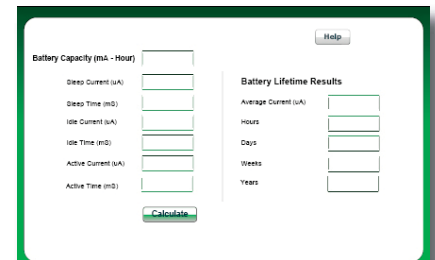 Help
Battery Capacity (mA - Hour)
Sleep Current (uA)
Sleep Time (mS)
Idle Current (uA)
Idle Time (mS)
Active Current (uA)
Active Time (mS)
Calculate
Battery Lifetime Results
Average Current (uA)
Hours
Days
Weeks
Years